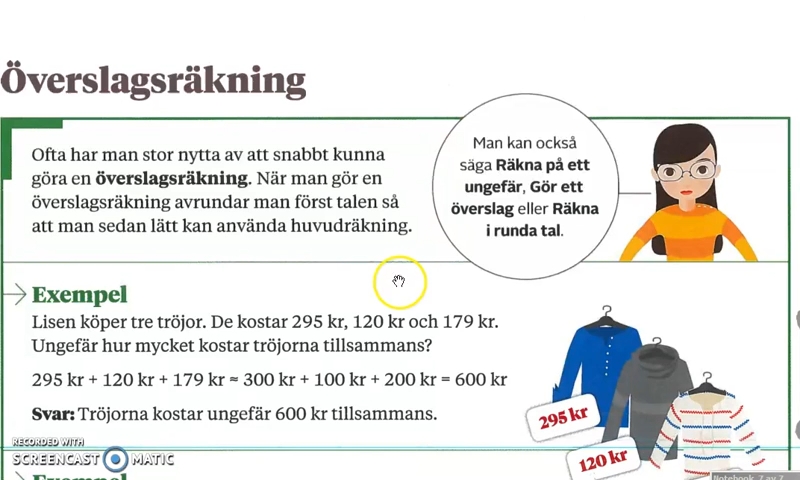 Överslagsräkning
Ofta har man stor nytta av att snabbt kunna
göra en överslagsräkning. När man gör en
överslagsräkning avrundar man först talen så
att man sedan lätt kan använda huvudräkning.
Man kan också
säga Räkna på ett
ungefär, Gör ett
överslag eller Räkna
i runda tal.
Exempel
Lisen köper tre tröjor. De kostar 295 kr, 120 kr och 179 kr.
Ungefär hur mycket kostar tröjorna tillsammans?
295 kr + 120 kr + 179 kr ≈ 300 kr + 100 kr + 200 kr = 600 kr
Svar: Tröjorna kostar ungefär 600 kr tillsammans.
295 kr
120 kr
RECORDED WITH
SCREENCAST MATIC
Notebook 7 av 7